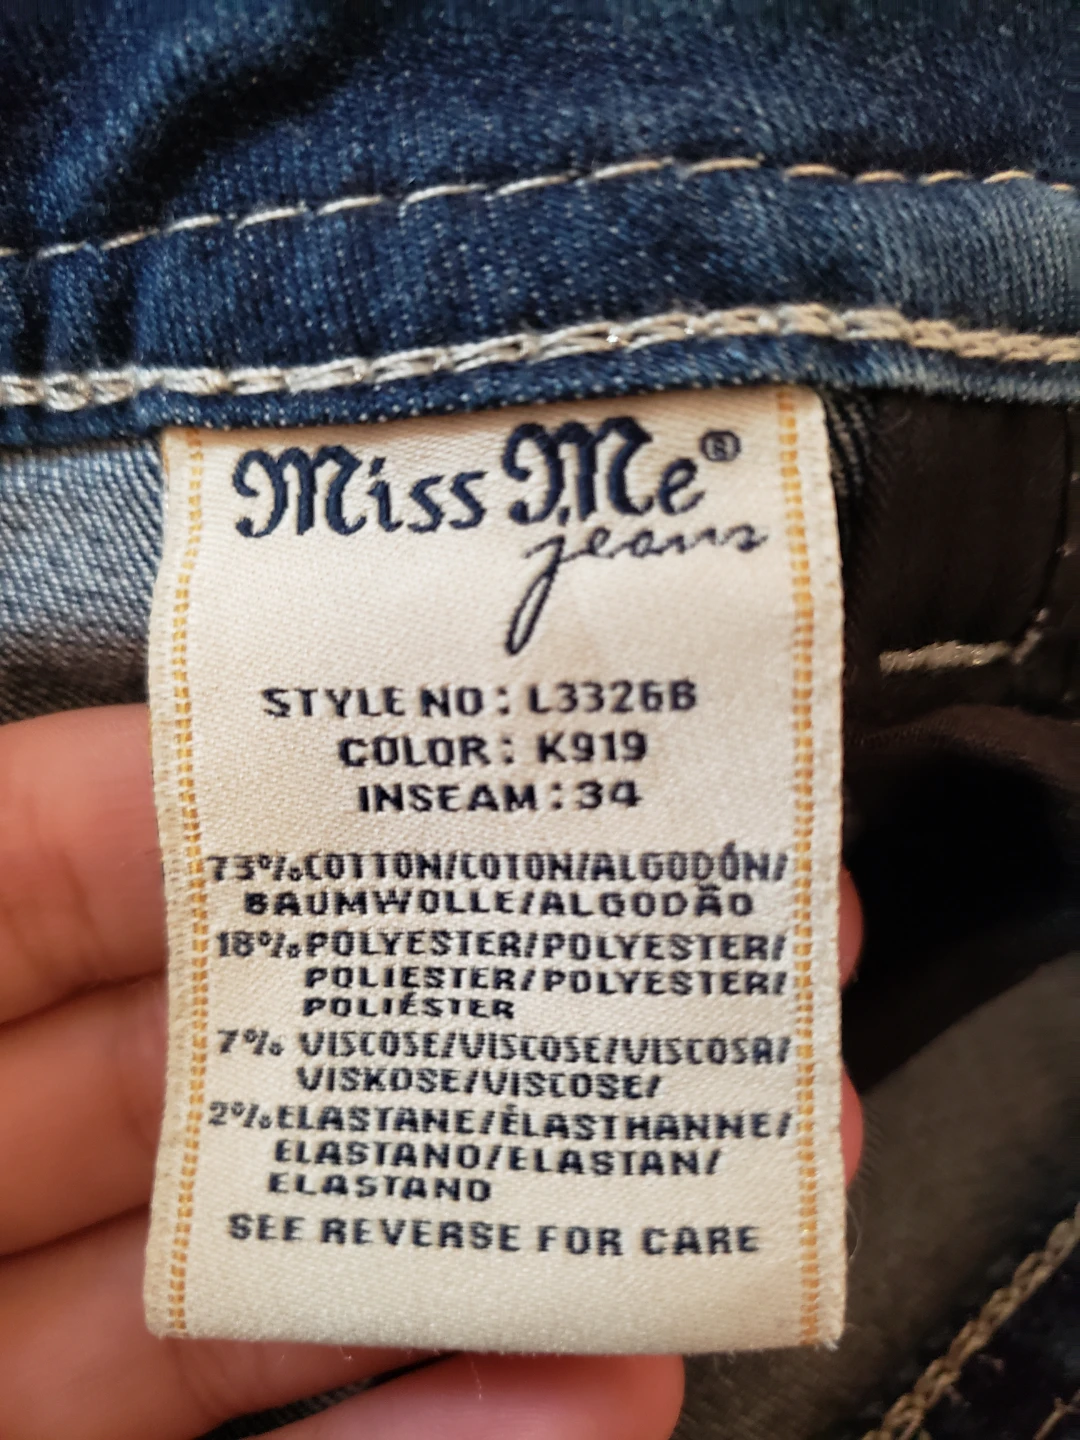 Miss Me®
jeans
STYLE NO: L3326B
COLOR: K919
INSEAM: 34
73% COTTON/COTON/ALGODÓN/
BAUMWOLLE/ALGODÃO
18% POLYESTER/POLYESTER/
POLIESTER/POLYESTER/
POLIÉSTER
7% VISCOSE/VISCOSE/VISCOSA/
VISKOSE/VISCOSE/
2% ELASTANE/ÉLASTHANNE/
ELASTANO/ELASTAN/
ELASTANO
SEE REVERSE FOR CARE